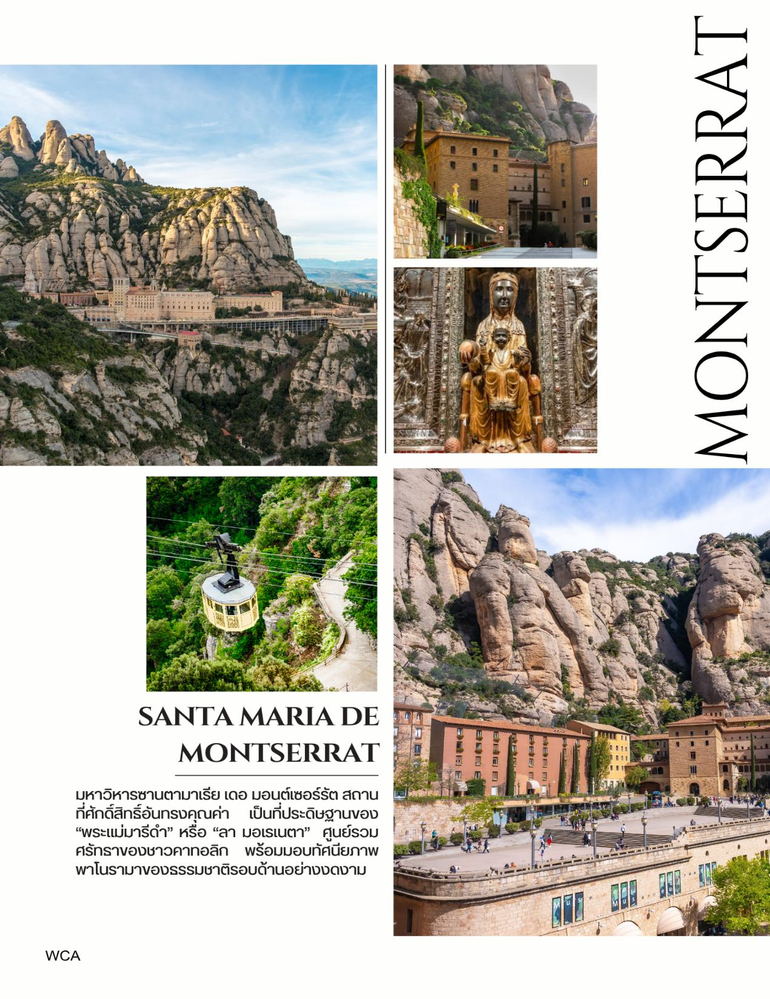 MONTSERRAT
SANTA MARIA DE
MONTSERRAT
มหาวิหารซานตามาเรีย เดอ มอนต์เซอร์รัต สถาน
ที่ศักดิ์สิทธิ์อันทรงคุณค่า เป็นที่ประดิษฐานของ
“พระแม่มารีดำ” หรือ “ลา มอเรเนตา” ศูนย์รวม
ศรัทธาของชาวคาทอลิก พร้อมมอบทัศนียภาพ
พาโนรามาของธรรมชาติรอบด้านอย่างงดงาม
WCA